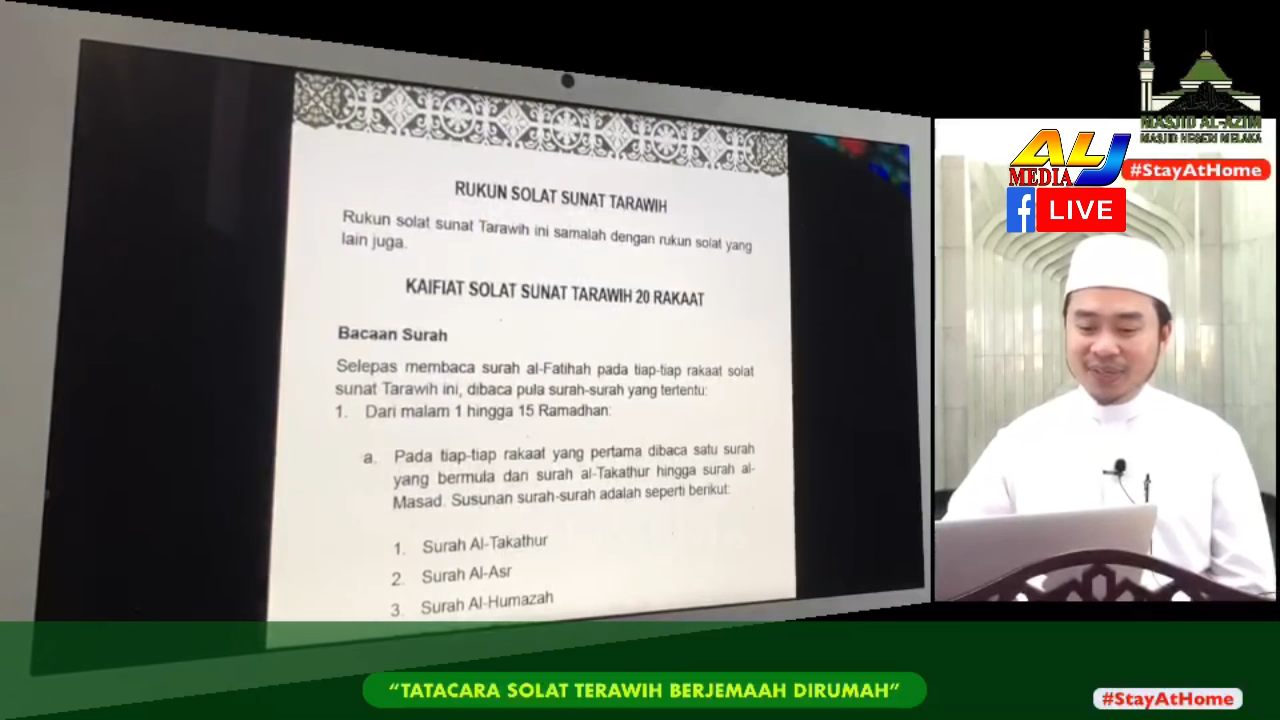 RUKUN SOLAT SUNAT TARAWIH
Rukun solat sunat Tarawih ini samalah dengan rukun solat yang
lain juga.
KAIFIAT SOLAT SUNAT TARAWIH 20 RAKAAT
Bacaan Surah
Selepas membaca surah al-Fatihah pada tiap-tiap rakaat solat
sunat Tarawih ini, dibaca pula surah-surah yang tertentu:
1. Dari malam 1 hingga 15 Ramadhan:
a. Pada tiap-tiap rakaat yang pertama dibaca satu surah
yang bermula dari surah al-Takathur hingga surah al-
Masad. Susunan surah-surah adalah seperti berikut:
1. Surah Al-Takathur
2. Surah Al-Asr
3. Surah Al-Humazah
MASJID AL-AZIM
MASJID NEGERI MELAKA
ALJ
MEDIA
#StayAtHome
f LIVE
“TATACARA SOLAT TERAWIH BERJEMAAH DIRUMAH”
#StayAtHome